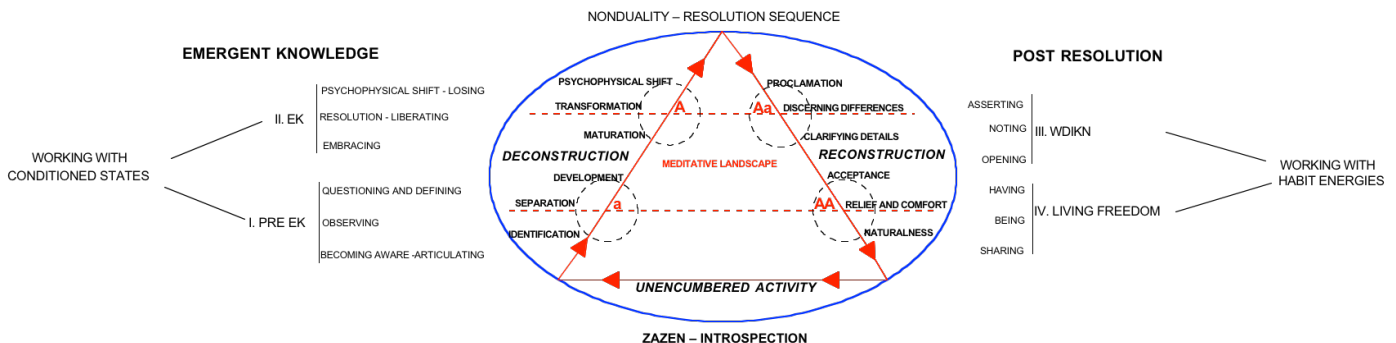 NONDUALITY – RESOLUTION SEQUENCE
EMERGENT KNOWLEDGE
WORKING WITH
CONDITIONED STATES
II. EK
PSYCHOPHYSICAL SHIFT - LOSING
RESOLUTION - LIBERATING
EMBRACING
I. PRE EK
QUESTIONING AND DEFINING
OBSERVING
BECOMING AWARE -ARTICULATING
PSYCHOPHYSICAL SHIFT
TRANSFORMATION
A
MATURATION
DECONSTRUCTION
DEVELOPMENT
SEPARATION
a
IDENTIFICATION
MEDITATIVE LANDSCAPE
PROCLAMATION
Aa
DISCERNING DIFFERENCES
CLARIFYING DETAILS
RECONSTRUCTION
ACCEPTANCE
AA
RELIEF AND COMFORT
NATURALNESS
UNENCUMBERED ACTIVITY
ZAZEN – INTROSPECTION
POST RESOLUTION
ASSERTING
NOTING
OPENING
III. WDIKN
HAVING
BEING
SHARING
IV. LIVING FREEDOM
WORKING WITH
HABIT ENERGIES